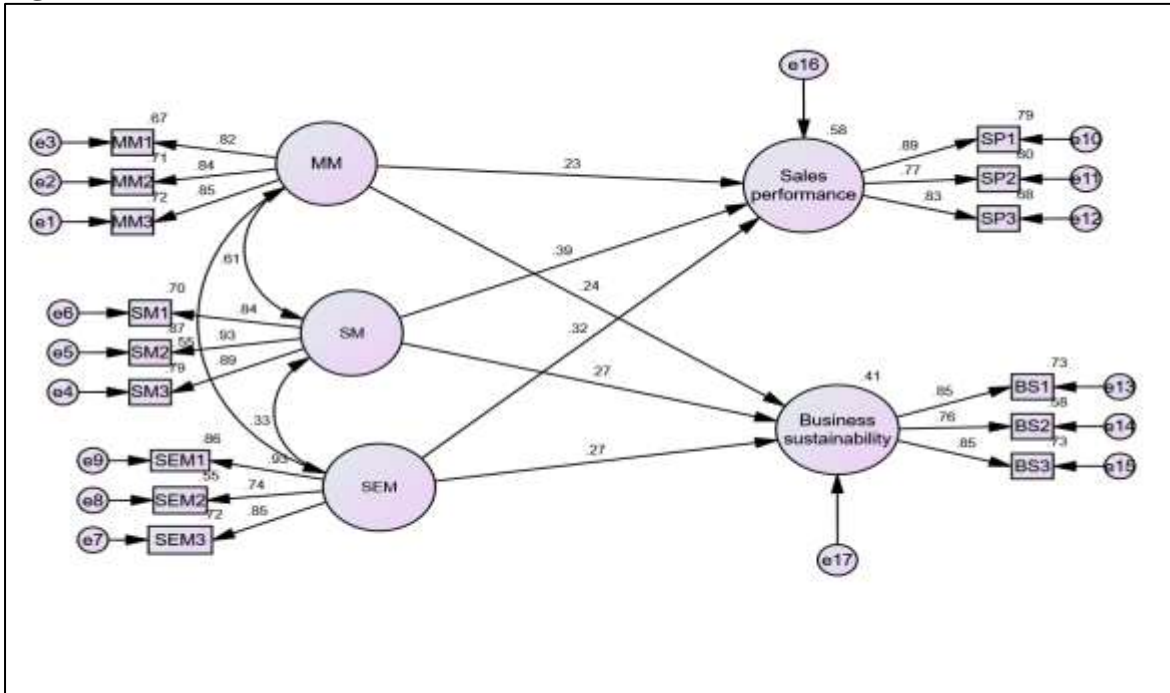 e16
.67
.79
.58
e3
MM1
.82
MM
.89
SP1
e10
.71
.60
e2
MM2
.84
.23
Sales
performance
.77
SP2
e11
.72
.85
.83
.68
e1
MM3
SP3
e12
.61
.39
.70
.24
e6
SM1
.84
SM
.32
.87
.93
e5
SM2
.55
.89
.27
.79
.73
e4
SM3
.41
.85
BS1
e13
.33
.58
Business
sustainability
.76
BS2
e14
.86
.93
.27
.85
.73
e9
SEM1
BS3
e15
.55
.74
SEM
e8
SEM2
.72
.85
e7
SEM3
e17